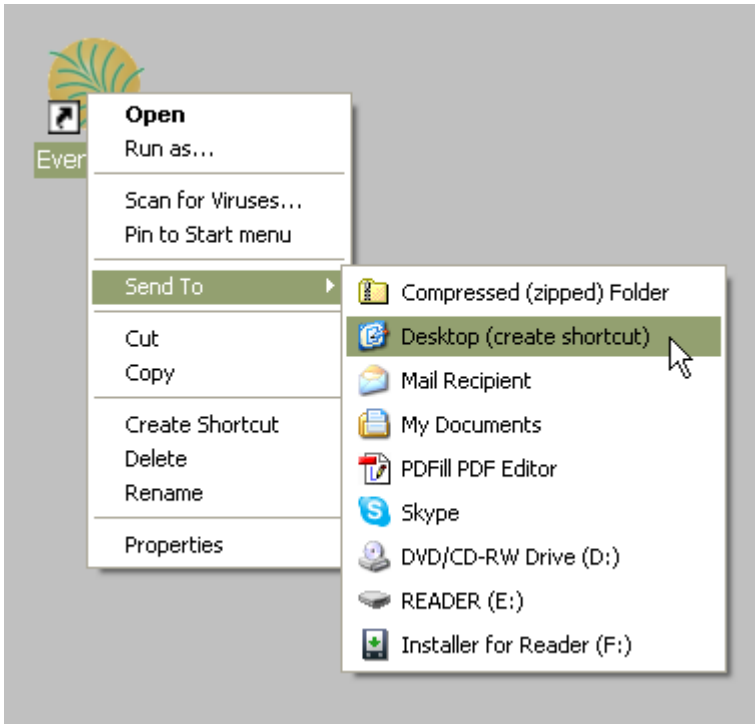 Ever
Open
Run as...
Scan for Viruses...
Pin to Start menu
Send To
Cut
Copy
Create Shortcut
Delete
Rename
Properties
Compressed (zipped) Folder
Desktop (create shortcut)
Mail Recipient
My Documents
PDFill PDF Editor
Skype
DVD/CD-RW Drive (D:)
READER (E:)
Installer for Reader (F:)